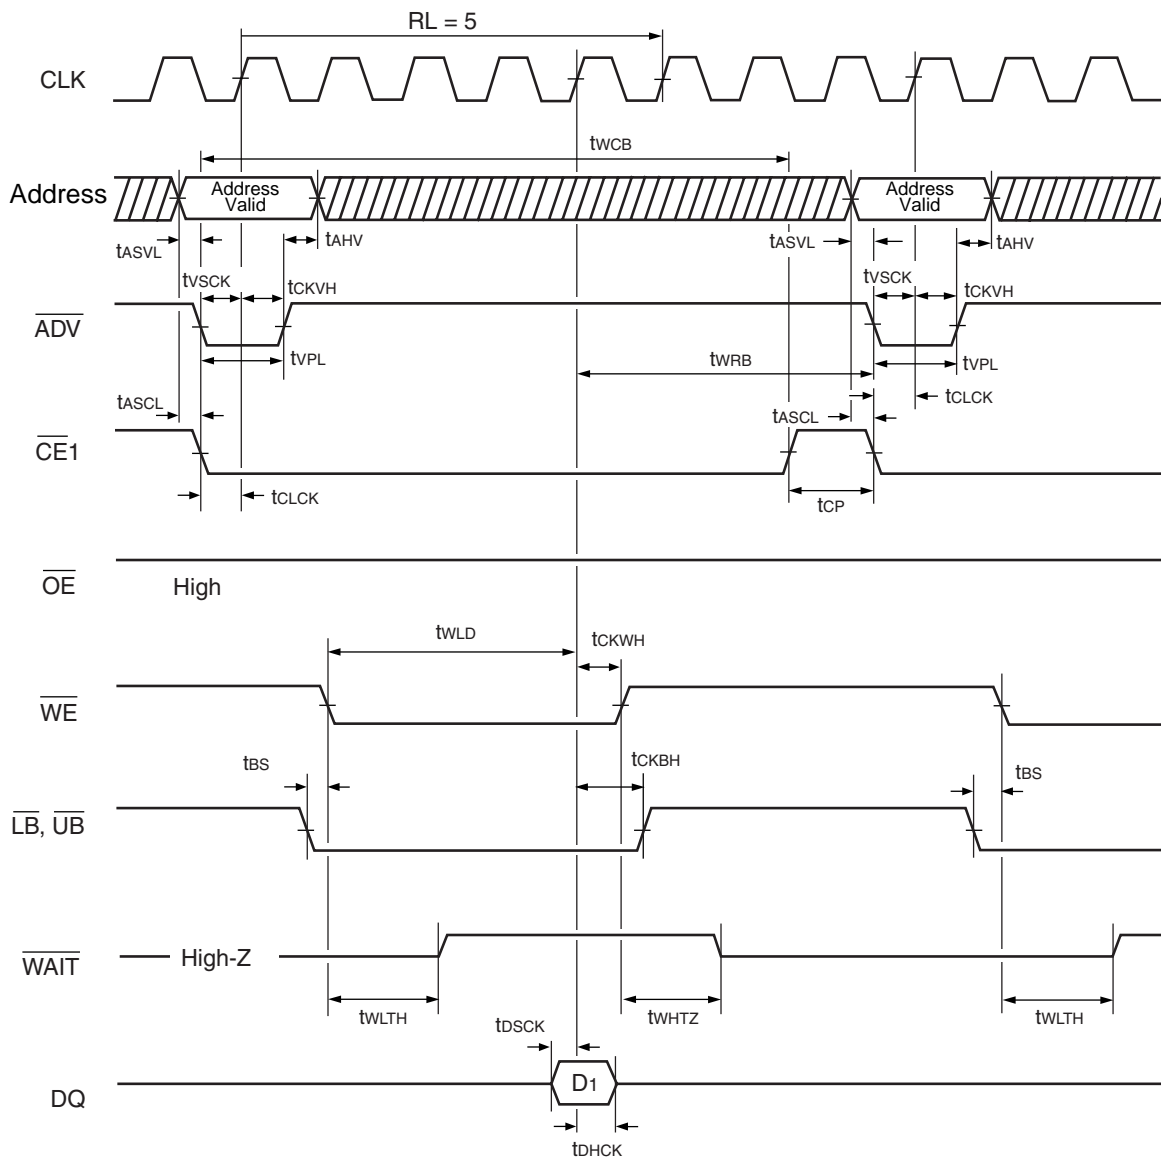 RL = 5
CLK
tWCB
Address
Address Valid
Address Valid
tASVL
tAHV
tASVL
tAHV
tVSCK
tCKVH
tVSCK
tCKVH
ADV
tVPL
tWRB
tVPL
tASCL
tCLCK
tASCL
CE1
tCLCK
tCP
OE
High
tWLD
tCKWH
WE
tBS
tCKBH
tBS
LB, UB
WAIT
High-Z
tWLTH
tWHTZ
tWLTH
tDSCK
D1
DQ
tDHCK